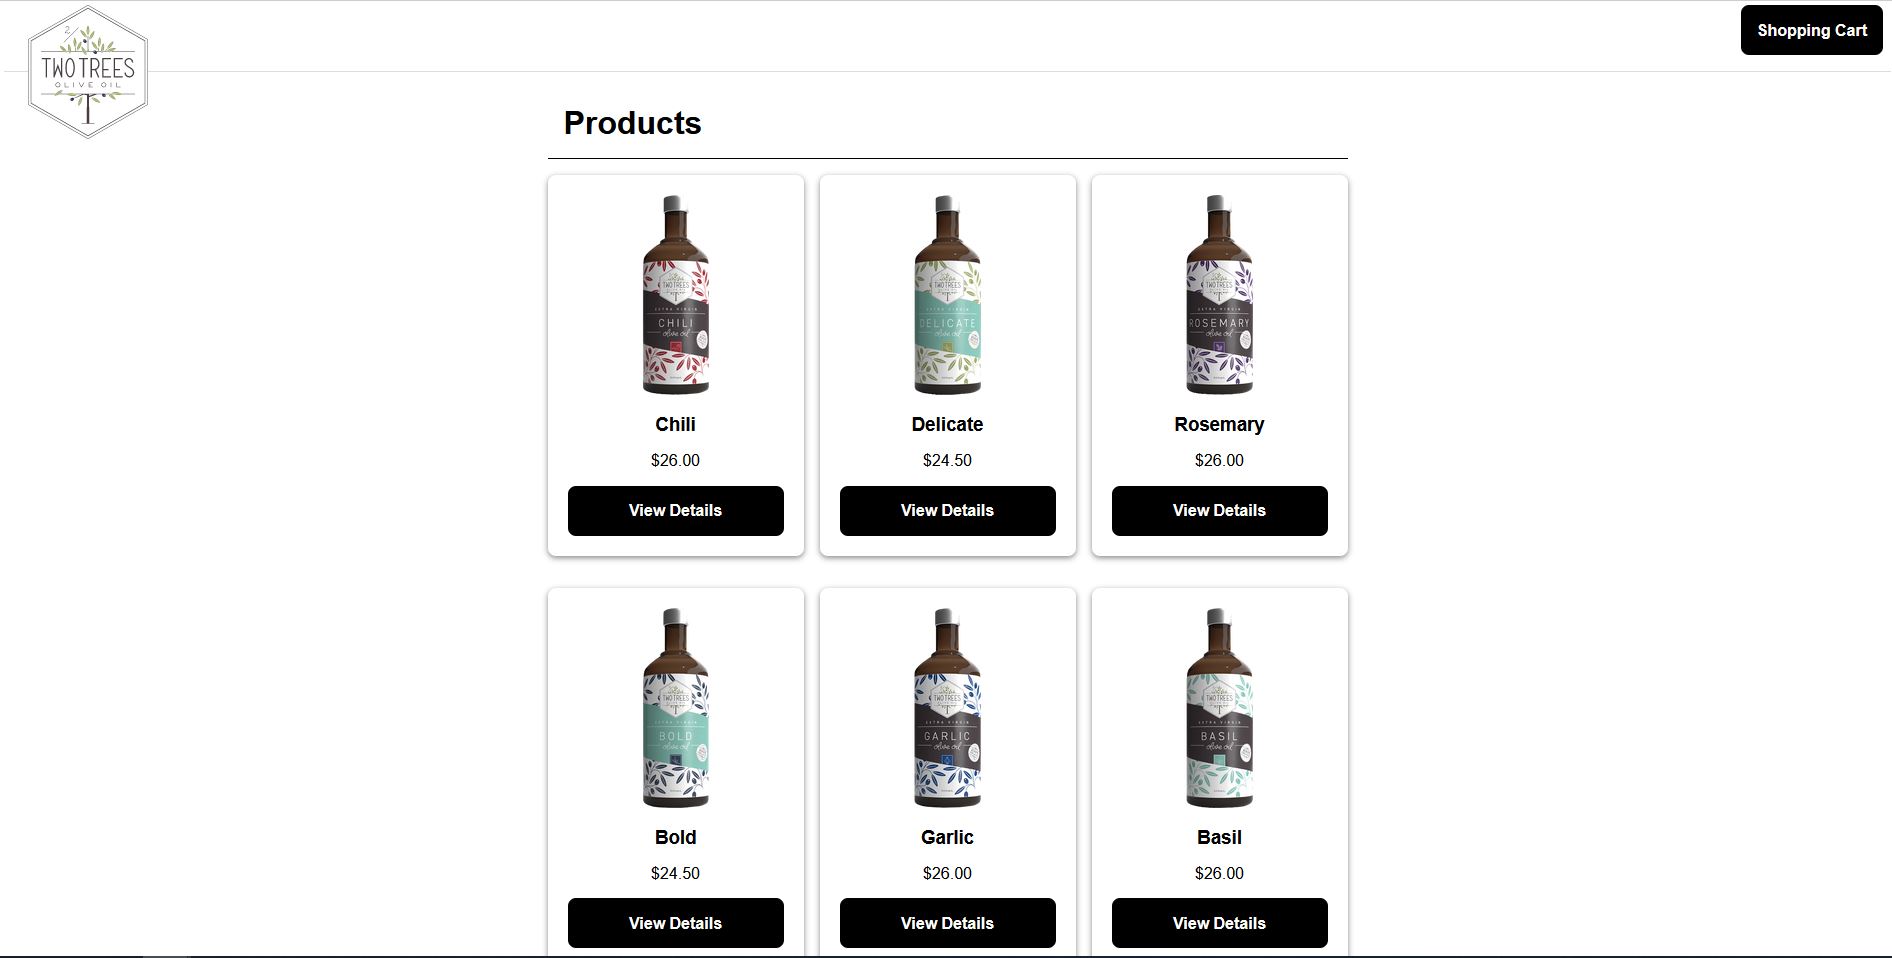 2
TWO TREES
OLIVE OIL
Shopping Cart
Products
TWO TREES
EXTRA VIRGIN
CHILI
olive oil
TWO TREES
EXTRA VIRGIN
DELICATE
olive oil
TWO TREES
EXTRA VIRGIN
ROSEMARY
olive oil
Chili
Delicate
Rosemary
$26.00
$24.50
$26.00
View Details
View Details
View Details
TWO TREES
EXTRA VIRGIN
BOLD
olive oil
TWO TREES
EXTRA VIRGIN
GARLIC
olive oil
TWO TREES
EXTRA VIRGIN
BASIL
olive oil
Bold
Garlic
Basil
$24.50
$26.00
$26.00
View Details
View Details
View Details